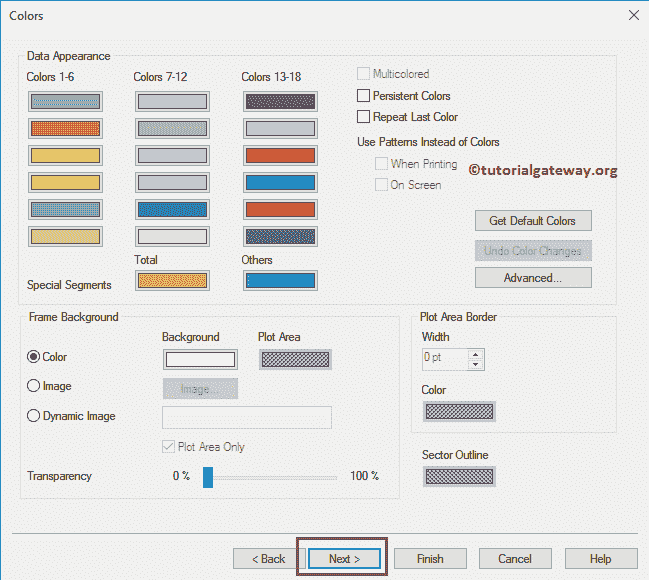 Colors
Data Appearance
Colors 1-6 Colors 7-12 Colors 13-18
Multicolored
Persistent Colors
Repeat Last Color
Use Patterns Instead of Colors
When Printing
©tutorialgateway.org
On Screen
Get Default Colors
Undo Color Changes
Total Others
Special Segments
Advanced...
Frame Background
Plot Area Border
Background Plot Area
Width
Color
0 pt
Image
Image...
Color
Dynamic Image
Plot Area Only
Sector Outline
Transparency 0 % 100 %
< Back Next > Finish Cancel Help